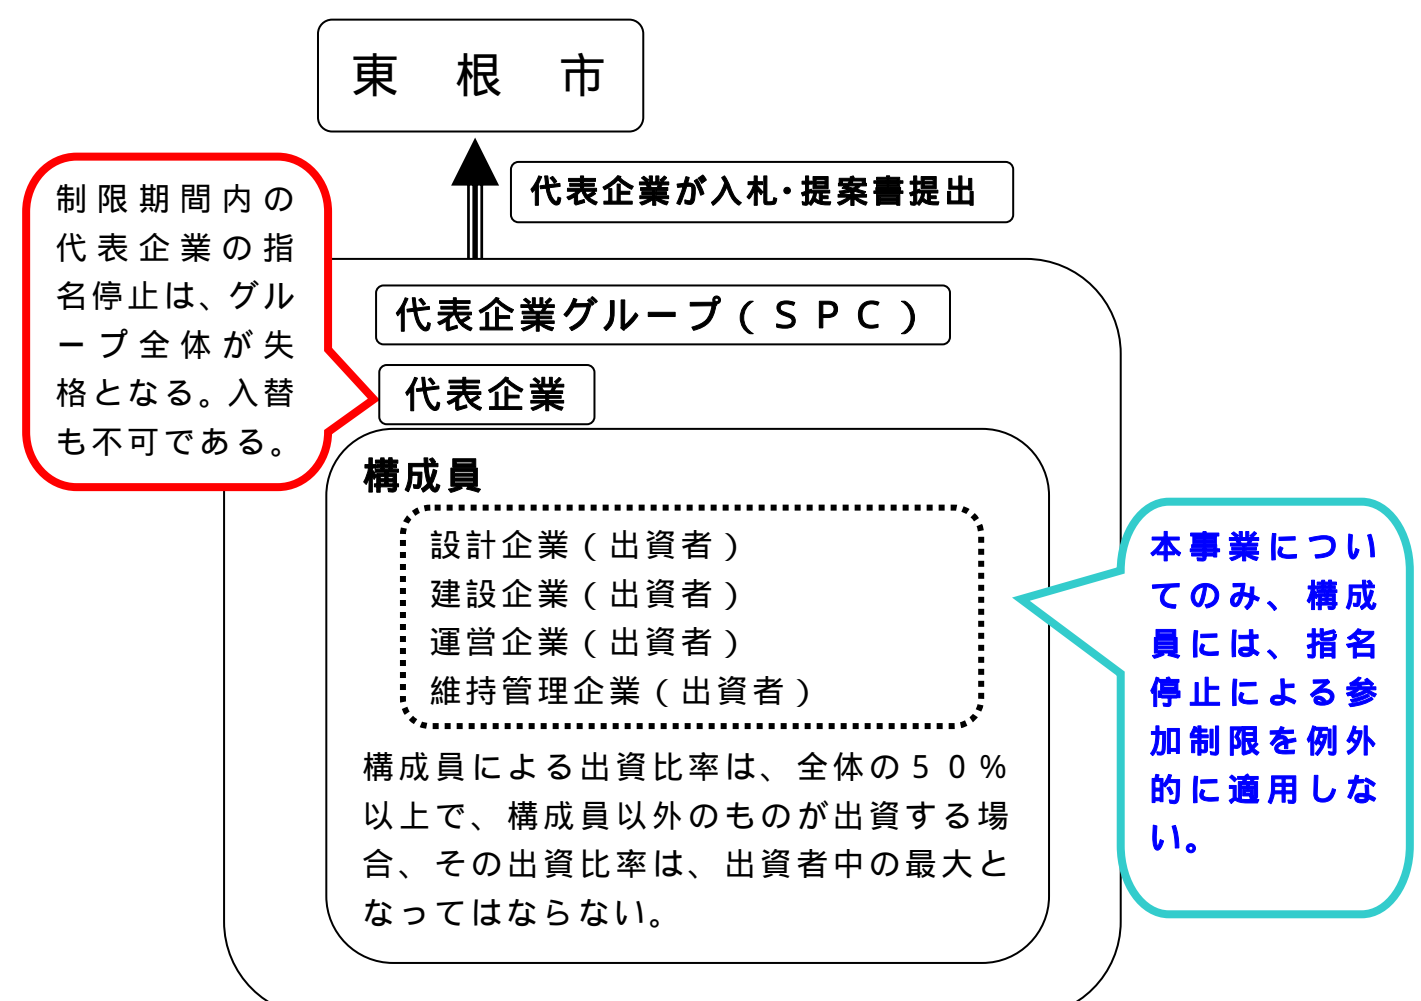 東　根　市
代表企業が入札・提案書提出
制限期間内の
代表企業の指
名停止は、グル
ープ全体が失
格となる。入替
も不可である。
代表企業グループ（ＳＰＣ）
代表企業
構成員
設計企業（出資者）
建設企業（出資者）
運営企業（出資者）
維持管理企業（出資者）
構成員による出資比率は、全体の５０％
以上で、構成員以外のものが出資する場
合、その出資比率は、出資者中の最大と
なってはならない。
本事業につい
てのみ、構成
員には、指名
停止による参
加制限を例外
的に適用しな
い。